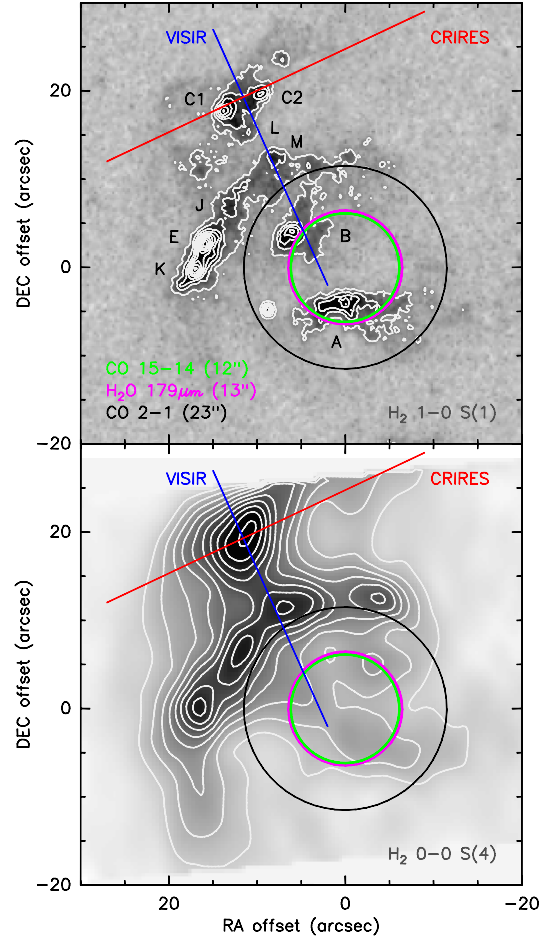 VISIR
CRIRES
20
C1
C2
L
M
J
E
B
0
K
A
DEC offset (arcsec)
CO 15−14 (12")
H₂O 179μm (13")
CO 2−1 (23")
H₂ 1−0 S(1)
−20
VISIR
CRIRES
20
DEC offset (arcsec)
0
H₂ 0−0 S(4)
−20
20
0
−20
RA offset (arcsec)